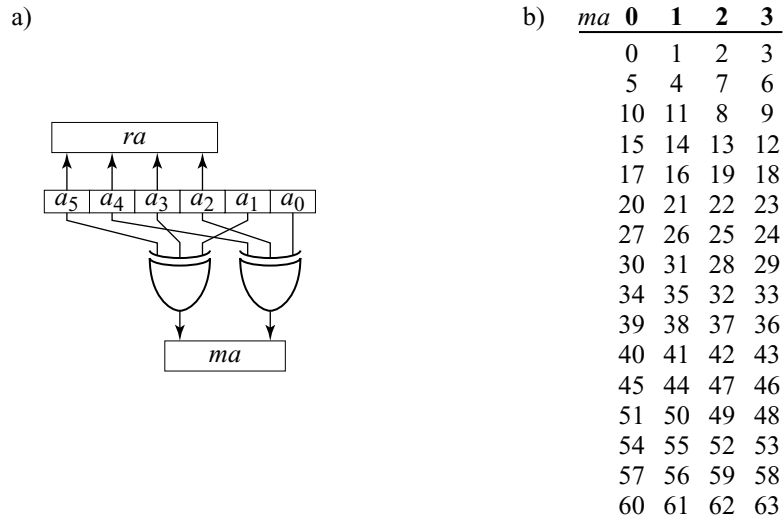 a)
ra
a5 a4 a3 a2 a1 a0
ma
b)
ma 0 1 2 3
0 1 2 3
5 4 7 6
10 11 8 9
15 14 13 12
17 16 19 18
20 21 22 23
27 26 25 24
30 31 28 29
34 35 32 33
39 38 37 36
40 41 42 43
45 44 47 46
51 50 49 48
54 55 52 53
57 56 59 58
60 61 62 63